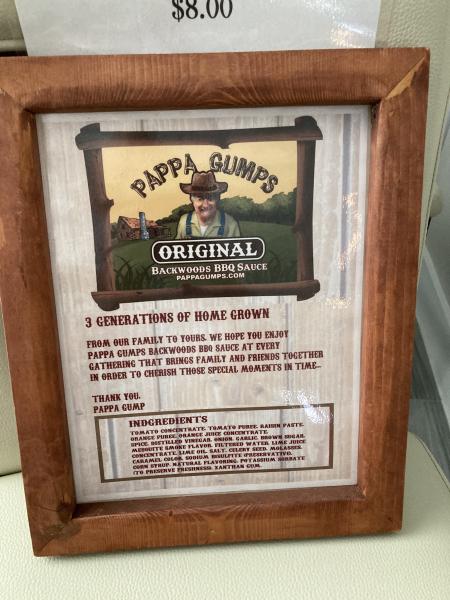 $8.00
PAPPA GUMPS
ORIGINAL
BACKWOODS BBQ SAUCE
PAPPAGUMPS.COM
3 GENERATIONS OF HOME GROWN
FROM OUR FAMILY TO YOURS. WE HOPE YOU ENJOY
PAPPA GUMPS BACKWOODS BBQ SAUCE AT EVERY
GATHERING THAT BRINGS FAMILY AND FRIENDS TOGETHER
IN ORDER TO CHERISH THOSE SPECIAL MOMENTS IN TIME...
THANK YOU,
PAPPA GUMP
INDGREDIENTS
TOMATO CONCENTRATE, TOMATO PUREE, RAISIN PASTE,
ORANGE PUREE, ORANGE JUICE CONCENTRATE,
SPICE, DISTILLED VINEGAR, ONION, GARLIC, BROWN SUGAR,
MEQUITE SMOKE FLAVOR, FILTERED WATER, LIME JUICE
CONCENTRATE, LIME OIL, SALT, CELERY SEED, MOLASSES,
CARAMEL COLOR, SODIUM BISULPITE (PRESERVATIVE),
CORN SYRUP, NATURAL FLAVORING, POTASSIUM SORBATE
(TO PRESERVE FRESHNESS), XANTHAN GUM.